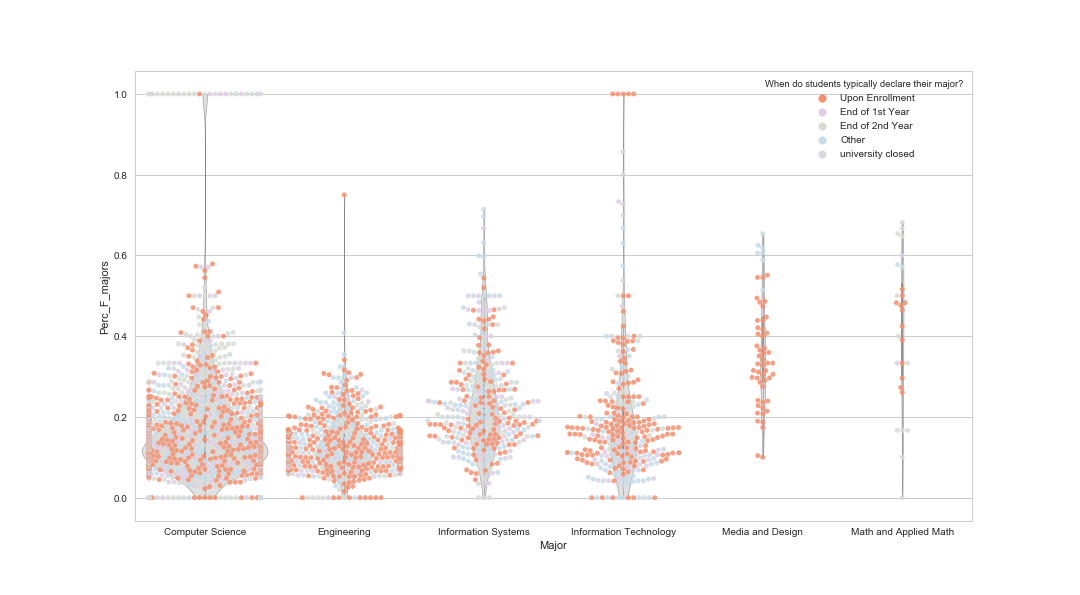 When do students typically declare their major?
Upon Enrollment
End of 1st Year
End of 2nd Year
Other
university closed
Perc_F_majors
1.0
0.8
0.6
0.4
0.2
0.0
Computer Science
Engineering
Information Systems
Information Technology
Media and Design
Math and Applied Math
Major